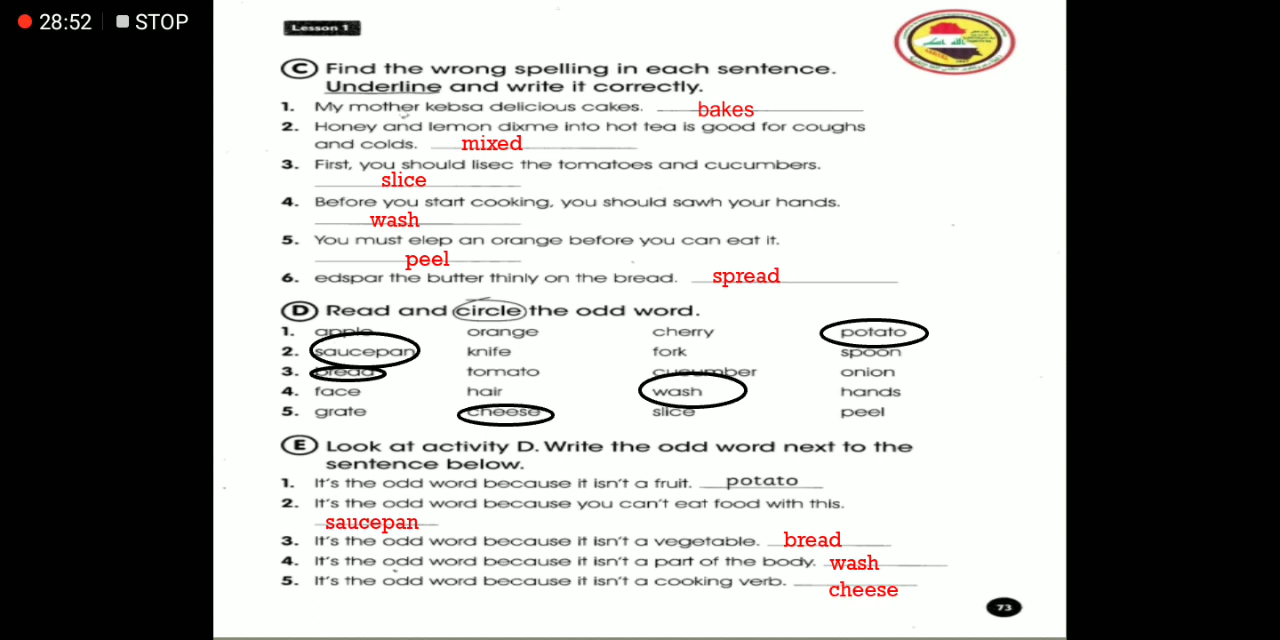 28:52 STOP
Lesson 1
C Find the wrong spelling in each sentence.
Underline and write it correctly.
1. My mother kebsa delicious cakes. bakes
2. Honey and lemon dixme into hot tea is good for coughs
and colds. mixed
3. First, you should lisec the tomatoes and cucumbers.
slice
4. Before you start cooking, you should sawh your hands.
wash
5. You must elep an orange before you can eat it.
peel
6. edspar the butter thinly on the bread. spread
D Read and circle the odd word.
1. apple orange cherry potato
2. saucepan knife fork spoon
3. bread tomato cucumber onion
4. face hair wash hands
5. grate cheese slice peel
E Look at activity D. Write the odd word next to the
sentence below.
1. It's the odd word because it isn't a fruit. potato
2. It's the odd word because you can't eat food with this.
saucepan
3. It's the odd word because it isn't a vegetable. bread
4. It's the odd word because it isn't a part of the body. wash
5. It's the odd word because it isn't a cooking verb. cheese
73